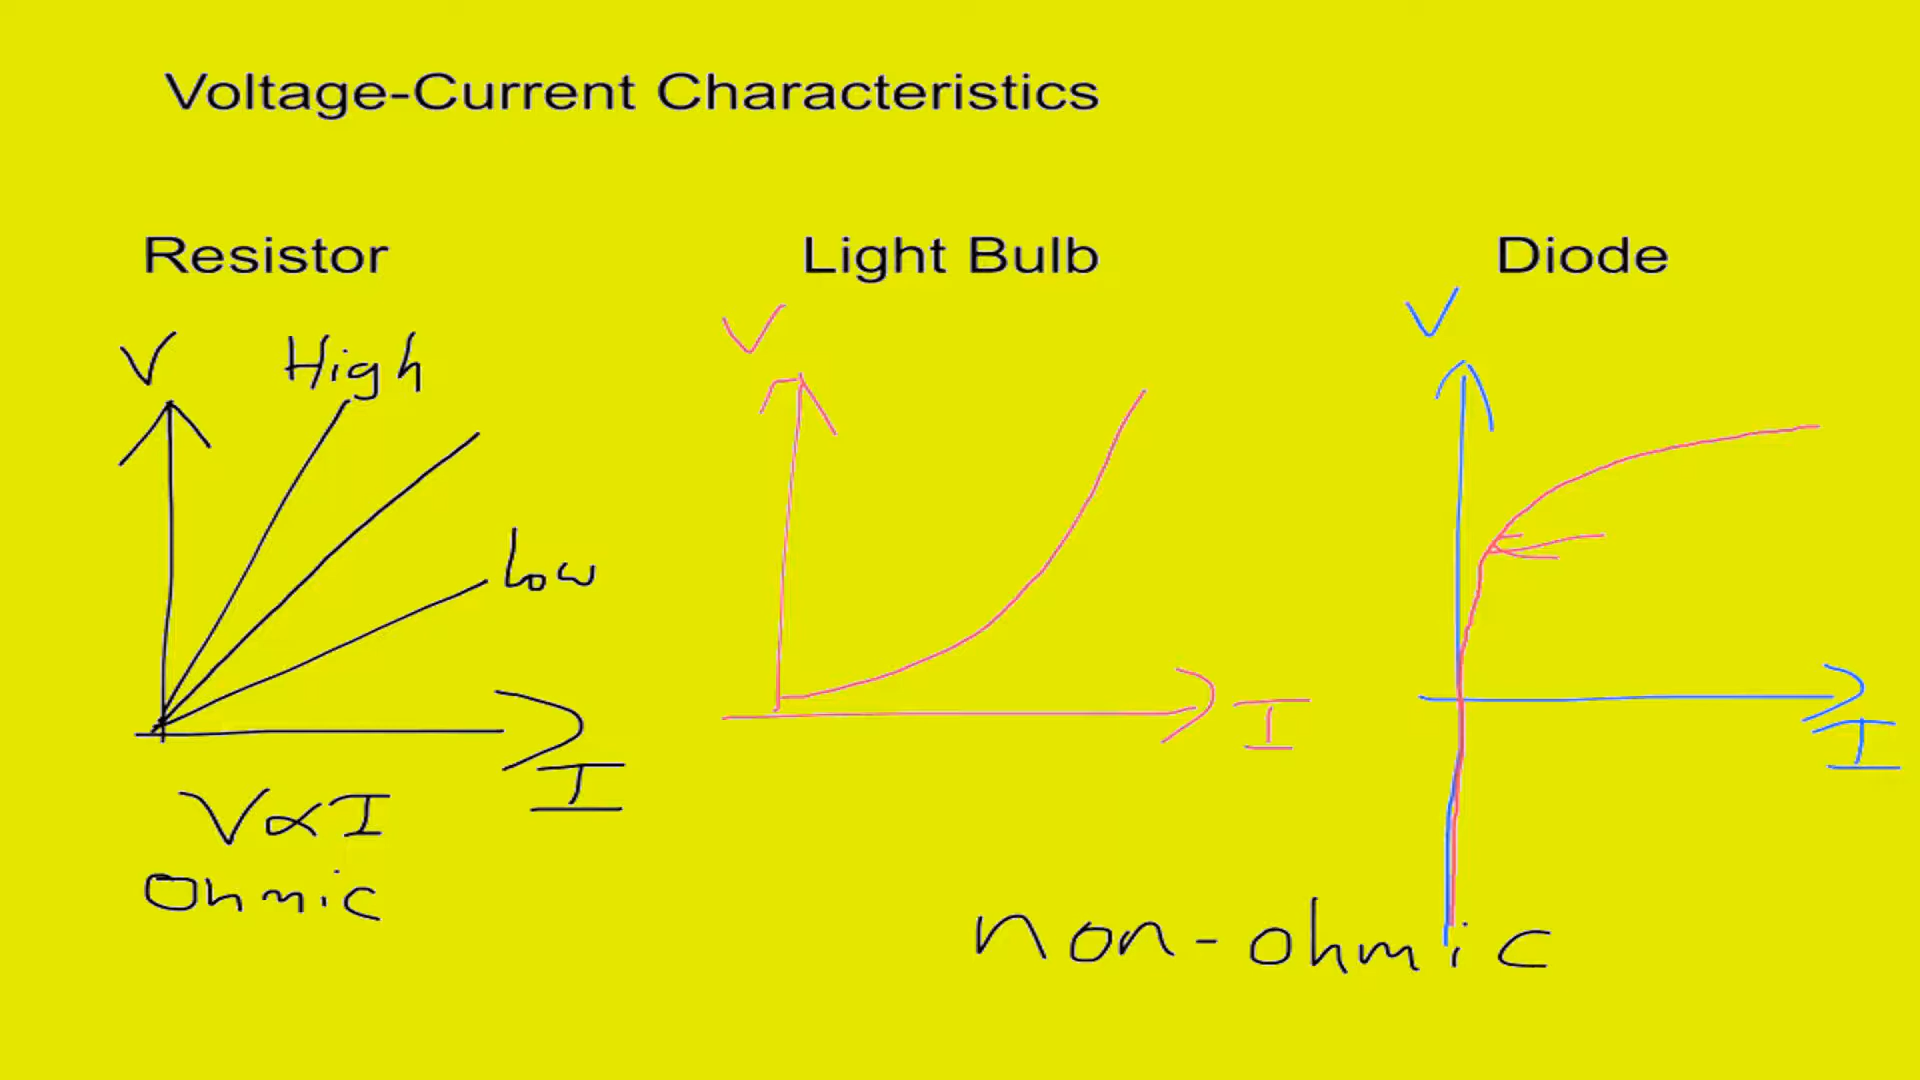 Voltage-Current Characteristics
Resistor
V
High
Low
I
V∝I
Ohmic
Light Bulb
V
I
Diode
V
I
non-ohmic